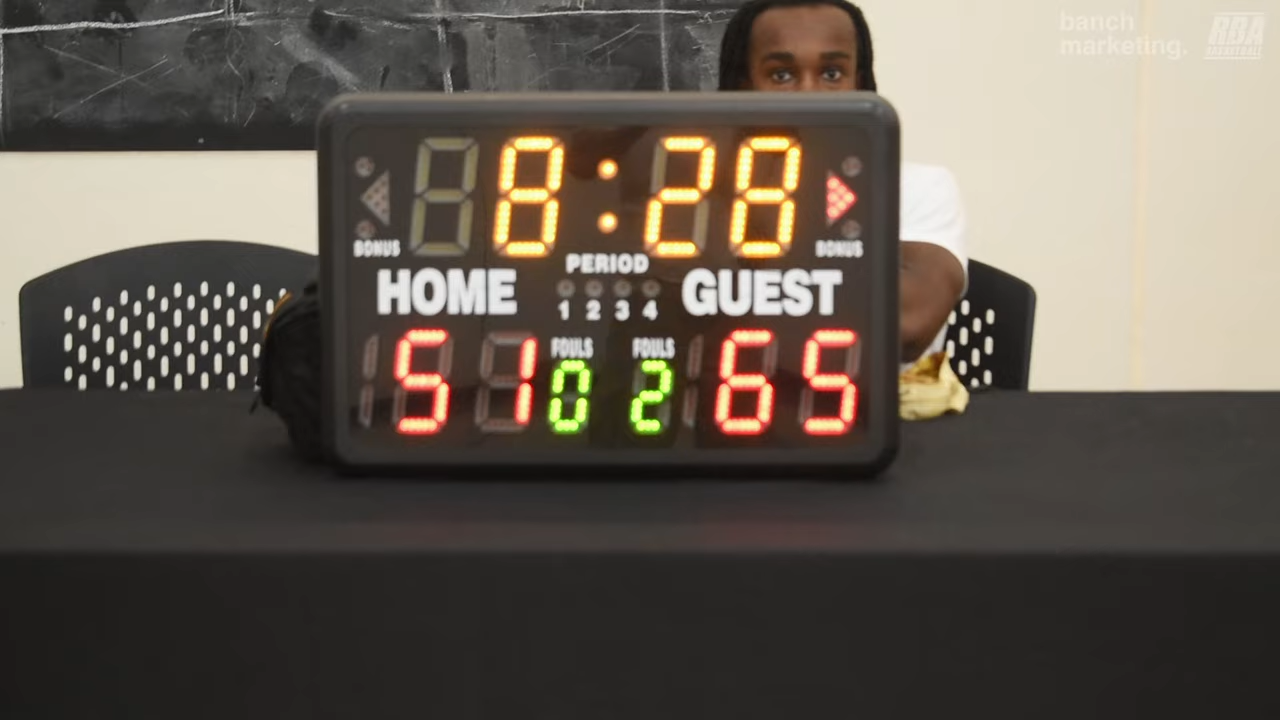 banch
marketing.
RBA
BASKETBALL
8:28
BONUS
BONUS
PERIOD
HOME
GUEST
1 2 3 4
FOULS
FOULS
51
0
2
65